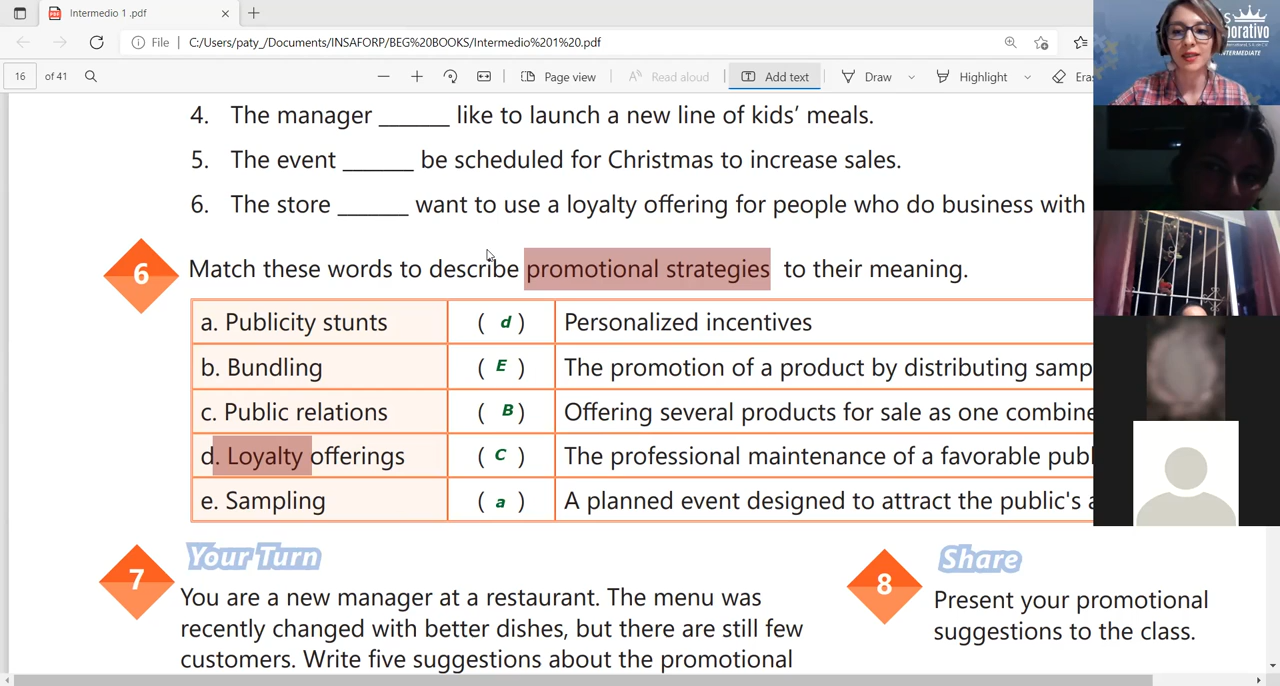 Intermedio 1 .pdf
File C:/Users/paty_/Documents/INSAFORP/BEG%20BOOKS/Intermedio%201%20.pdf
16 of 41 Page view Read aloud Add text Draw Highlight
orativo
INTERMEDIATE
4. The manager ______ like to launch a new line of kids’ meals.
5. The event ______ be scheduled for Christmas to increase sales.
6. The store ______ want to use a loyalty offering for people who do business with
6 Match these words to describe promotional strategies to their meaning.
a. Publicity stunts ( d ) Personalized incentives
b. Bundling ( E ) The promotion of a product by distributing samp
c. Public relations ( B ) Offering several products for sale as one combine
d. Loyalty offerings ( C ) The professional maintenance of a favorable publ
e. Sampling ( a ) A planned event designed to attract the public's a
7 Your Turn
You are a new manager at a restaurant. The menu was
recently changed with better dishes, but there are still few
customers. Write five suggestions about the promotional
8 Share
Present your promotional
suggestions to the class.